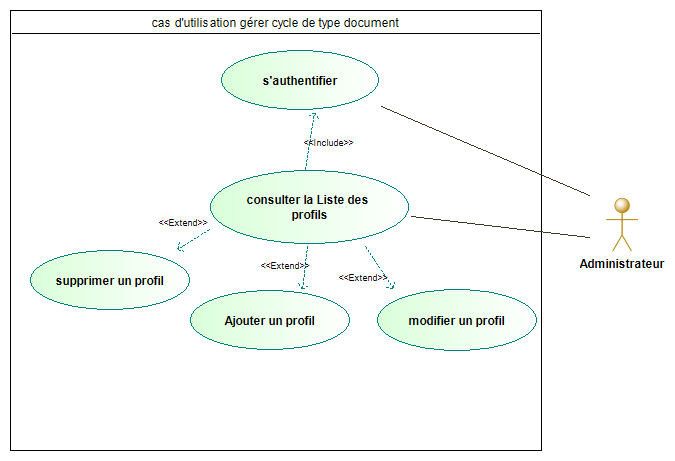 cas d'utilisation gérer cycle de type document
s'authentifier
<<Include>>
consulter la Liste des
profils
<<Extend>>
<<Extend>>
<<Extend>>
Administrateur
supprimer un profil
Ajouter un profil
modifier un profil